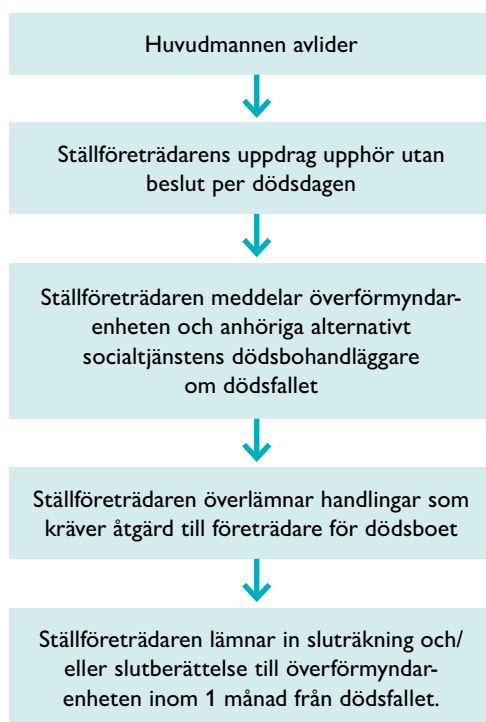 Huvudmannen avlider
Ställföreträdarens uppdrag upphör utan
beslut per dödsdagen
Ställföreträdaren meddelar överförmyndar-
enheten och anhöriga alternativt
socialtjänstens dödsbohandläggare
om dödsfallet
Ställföreträdaren överlämnar handlingar som
kräver åtgärd till företrädare för dödsboet
Ställföreträdaren lämnar in sluträkning och/
eller slutberättelse till överförmyndar-
enheten inom 1 månad från dödsfallet.